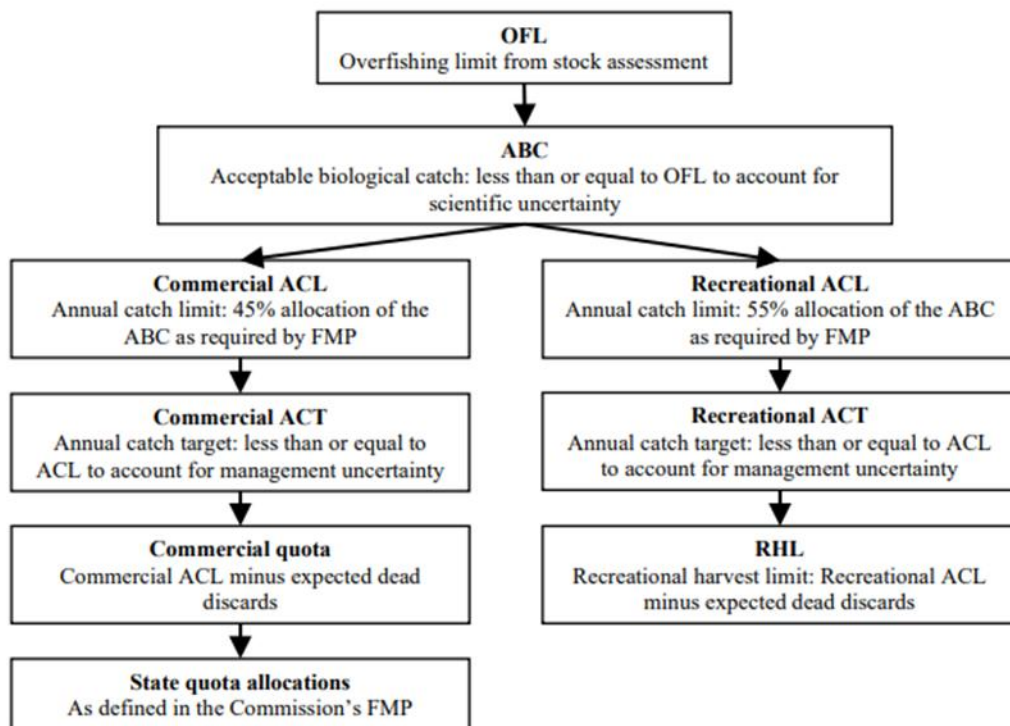 OFL
Overfishing limit from stock assessment
ABC
Acceptable biological catch: less than or equal to OFL to account for
scientific uncertainty
Commercial ACL
Annual catch limit: 45% allocation of the
ABC as required by FMP
Recreational ACL
Annual catch limit: 55% allocation of the ABC
as required by FMP
Commercial ACT
Annual catch target: less than or equal to
ACL to account for management uncertainty
Recreational ACT
Annual catch target: less than or equal to ACL
to account for management uncertainty
Commercial quota
Commercial ACL minus expected dead
discards
RHL
Recreational harvest limit: Recreational ACL
minus expected dead discards
State quota allocations
As defined in the Commission's FMP